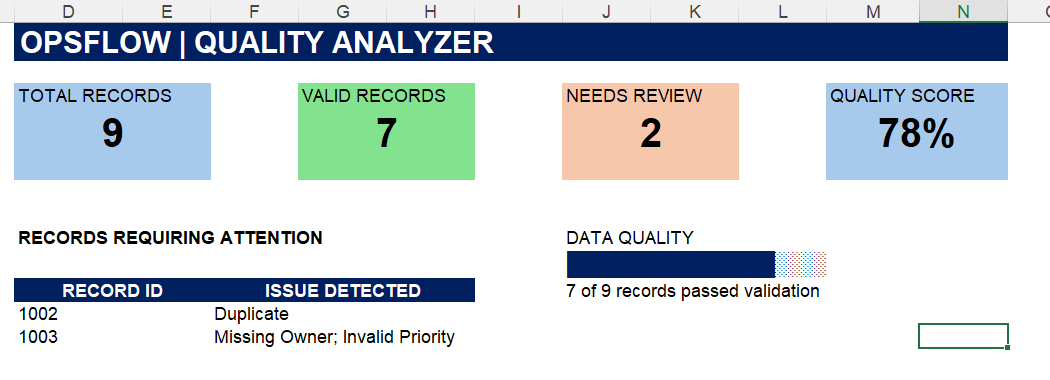 D E F G H I J K L M N
OPSFLOW | QUALITY ANALYZER
TOTAL RECORDS
9
VALID RECORDS
7
NEEDS REVIEW
2
QUALITY SCORE
78%
RECORDS REQUIRING ATTENTION
RECORD ID ISSUE DETECTED
1002 Duplicate
1003 Missing Owner; Invalid Priority
DATA QUALITY
7 of 9 records passed validation